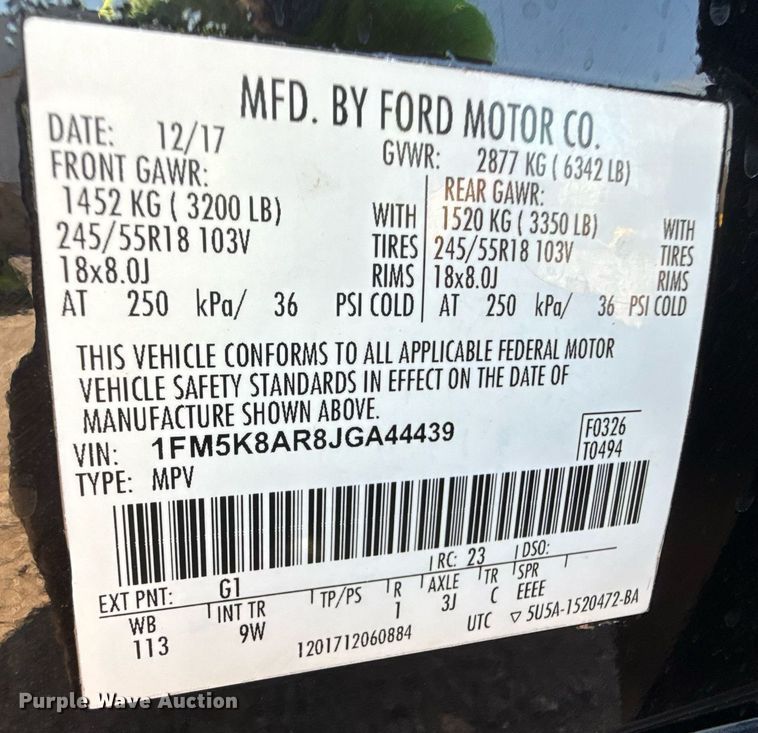 MFD. BY FORD MOTOR CO.
DATE: 12/17 GVWR: 2877 KG ( 6342 LB)
FRONT GAWR: REAR GAWR:
1452 KG ( 3200 LB) WITH 1520 KG ( 3350 LB) WITH
245/55R18 103V TIRES 245/55R18 103V TIRES
18x8.0J RIMS 18x8.0J RIMS
AT 250 kPa/ 36 PSI COLD AT 250 kPa/ 36 PSI COLD
THIS VEHICLE CONFORMS TO ALL APPLICABLE FEDERAL MOTOR
VEHICLE SAFETY STANDARDS IN EFFECT ON THE DATE OF
MANUFACTURE SHOWN ABOVE.
VIN: 1FM5K8AR8JGA44439 F0326
TYPE: MPV T0494
EXT PNT: G1 RC: 23 DSO:
WB INT TR TP/PS R AXLE TR SPR
113 9W 1 3J C EEEE
1201712060884 UTC ▽ 5U5A-1520472-BA
Purple Wave Auction